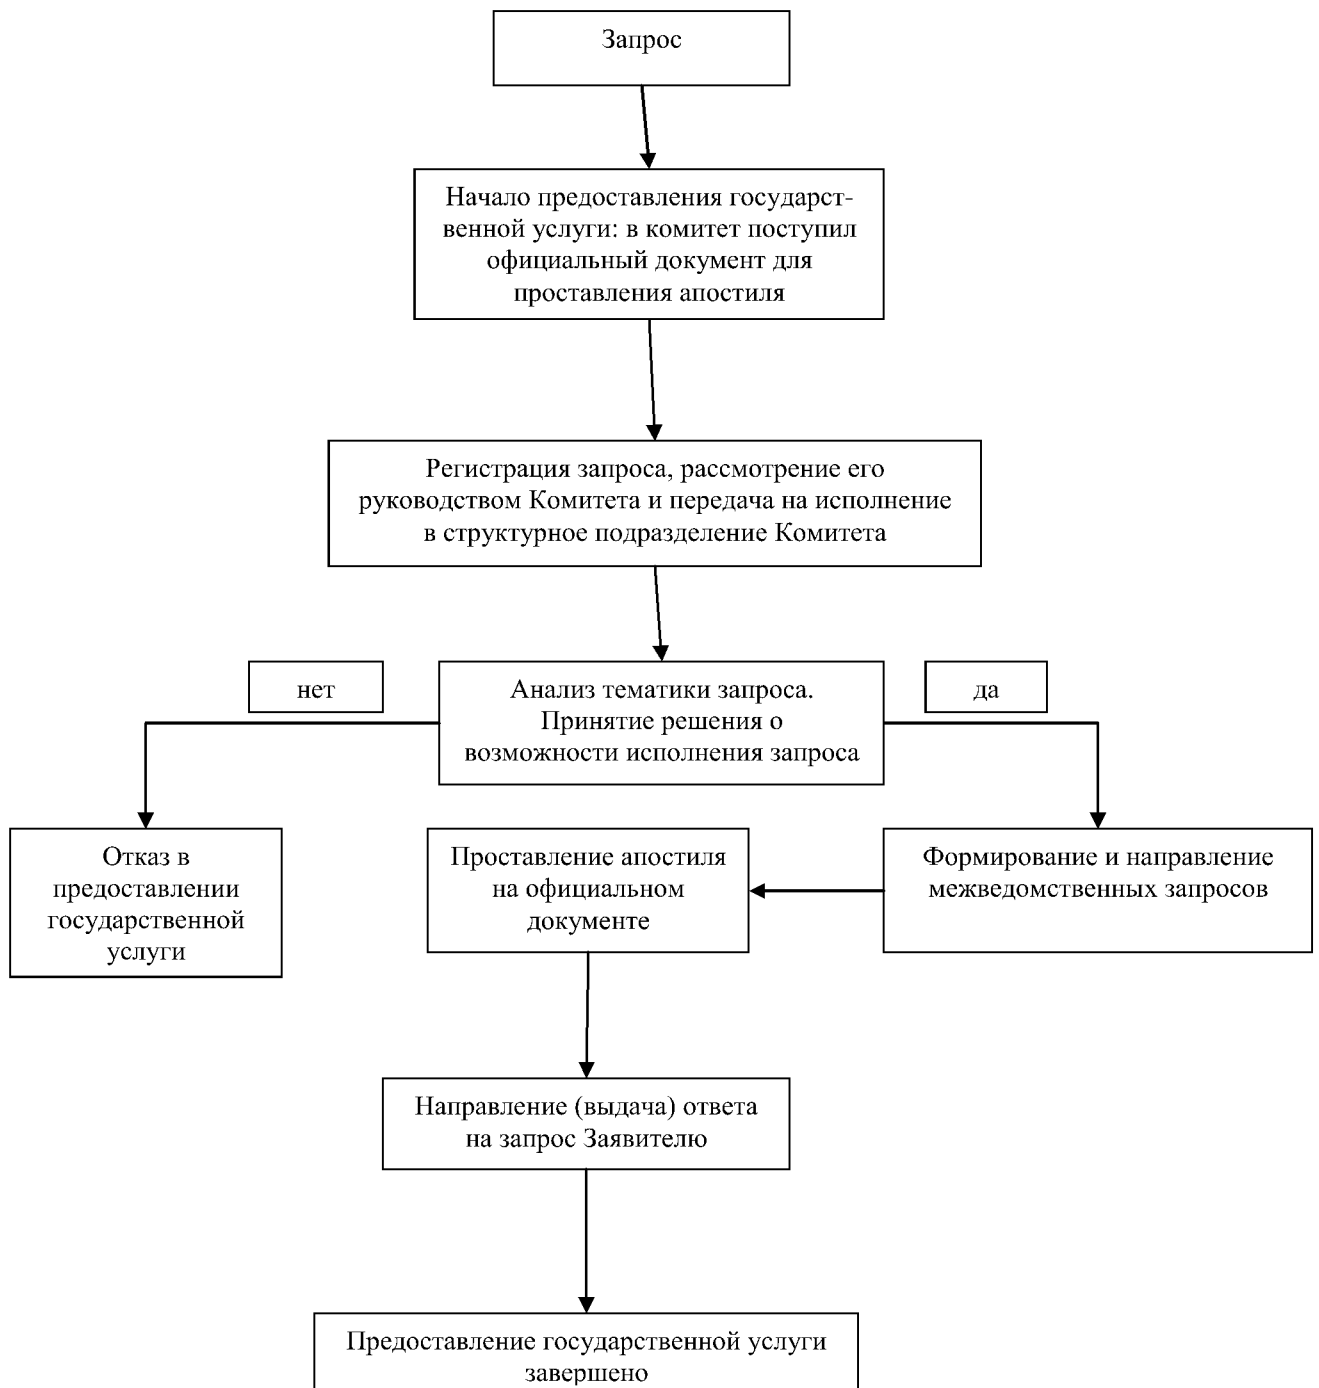 Запрос
Начало предоставления государст-
венной услуги: в комитет поступил
официальный документ для
проставления апостиля
Регистрация запроса, рассмотрение его
руководством Комитета и передача на исполнение
в структурное подразделение Комитета
нет
Анализ тематики запроса.
Принятие решения о
возможности исполнения запроса
да
Отказ в
предоставлении
государственной
услуги
Проставление апостиля
на официальном
документе
Формирование и направление
межведомственных запросов
Направление (выдача) ответа
на запрос Заявителю
Предоставление государственной услуги
завершено